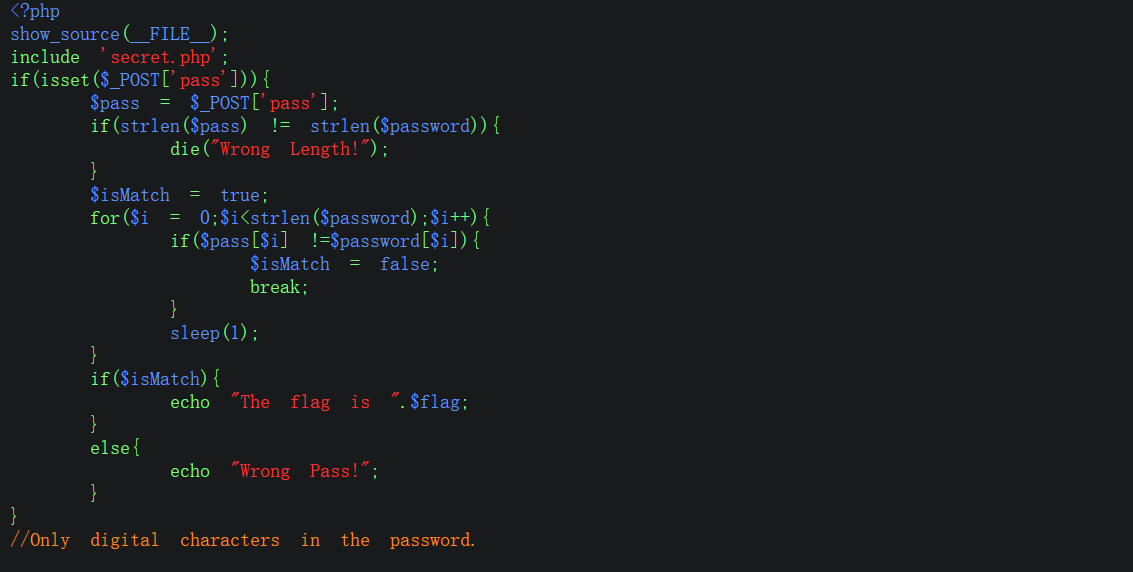 <?php
show_source(__FILE__);
include 'secret.php';
if(isset($_POST['pass'])){
        $pass = $_POST['pass'];
        if(strlen($pass) != strlen($password)){
                die("Wrong Length!");
        }
        $isMatch = true;
        for($i = 0;$i<strlen($password);$i++){
                if($pass[$i] !=$password[$i]){
                        $isMatch = false;
                        break;
                }
                sleep(1);
        }
        if($isMatch){
                echo "The flag is ".$flag;
        }
        else{
                echo "Wrong Pass!";
        }
}
//Only digital characters in the password.